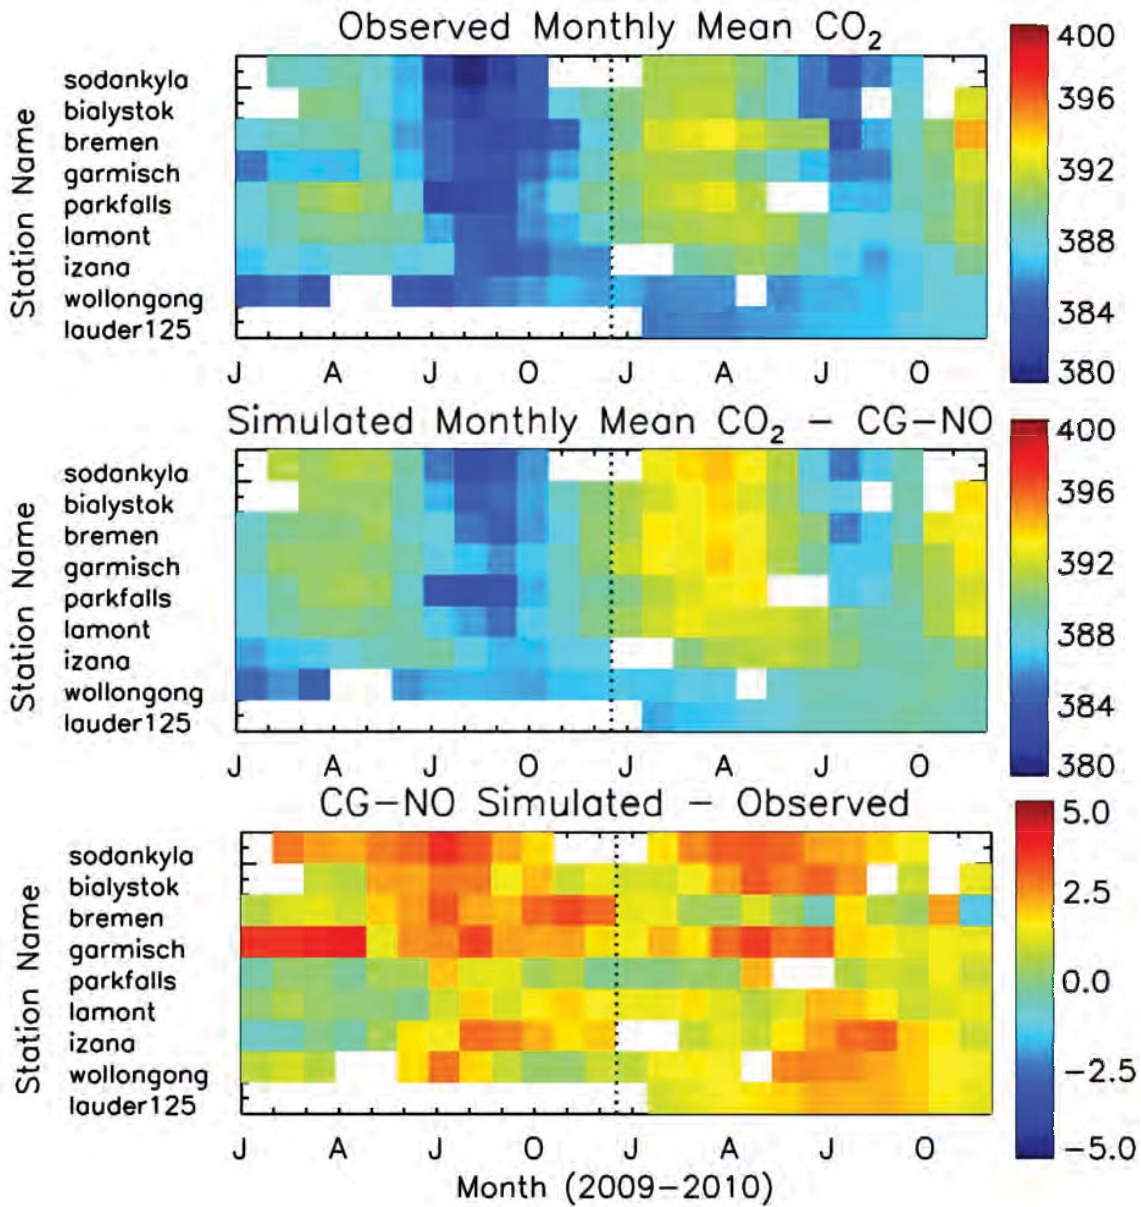 Observed Monthly Mean CO2
Station Name
sodankyla
bialystok
bremen
garmisch
parkfalls
lamont
izana
wollongong
lauder125
J A J O J A J O
400
396
392
388
384
380
Simulated Monthly Mean CO2 – CG–NO
Station Name
sodankyla
bialystok
bremen
garmisch
parkfalls
lamont
izana
wollongong
lauder125
J A J O J A J O
400
396
392
388
384
380
CG–NO Simulated – Observed
Station Name
sodankyla
bialystok
bremen
garmisch
parkfalls
lamont
izana
wollongong
lauder125
J A J O J A J O
5.0
2.5
0.0
–2.5
–5.0
Month (2009–2010)